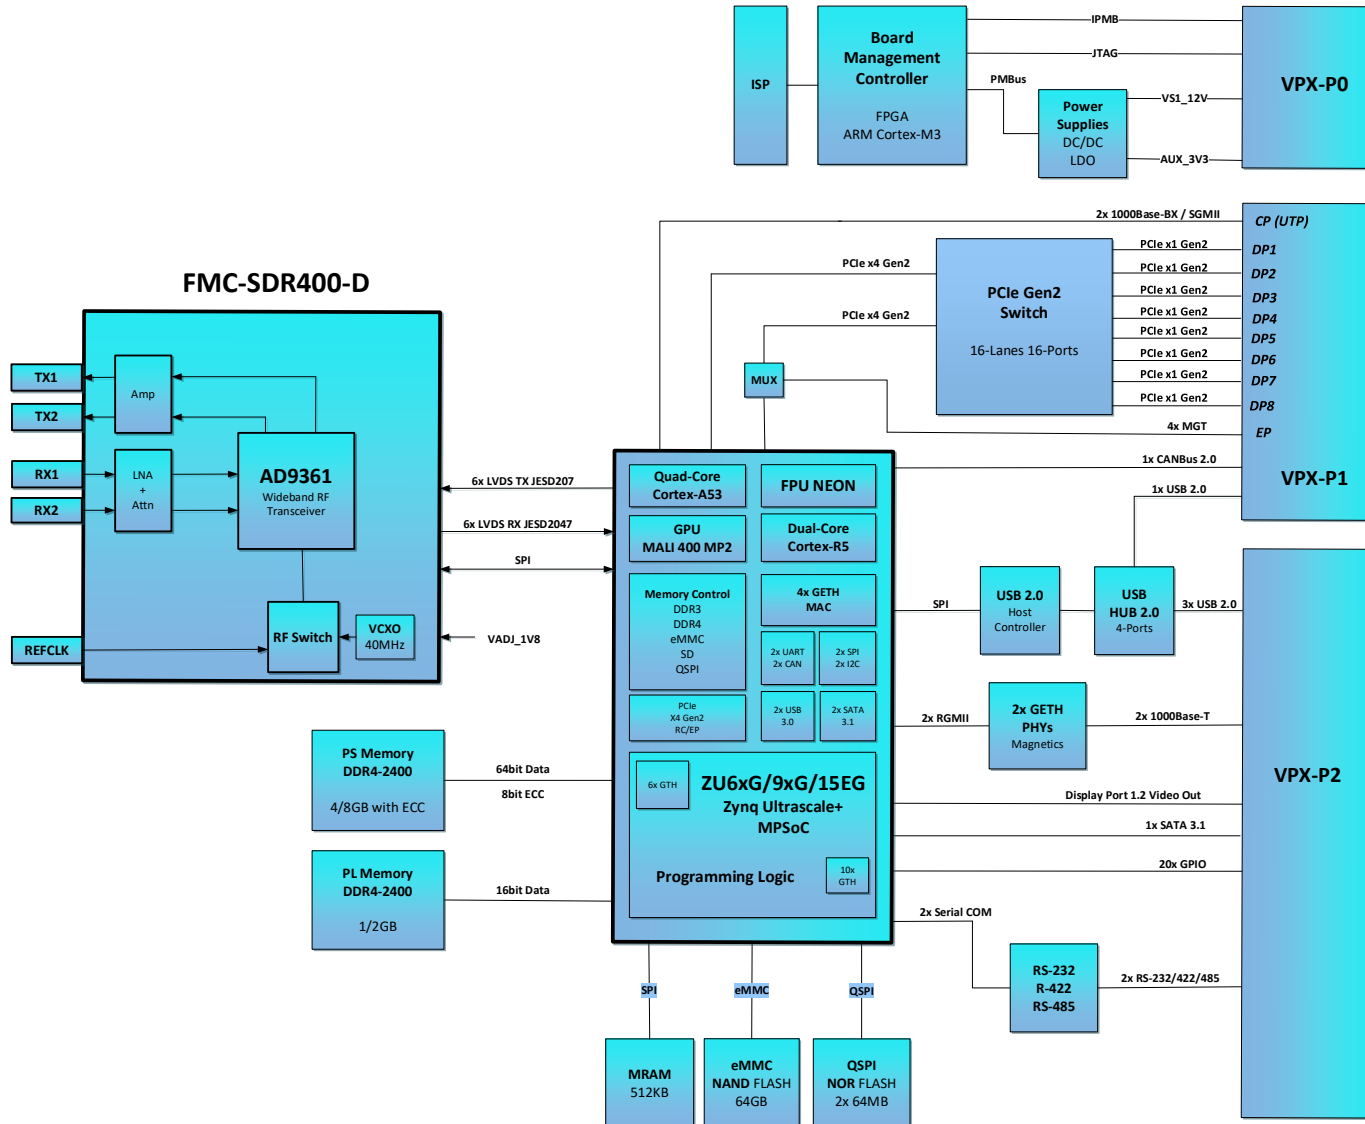 IPMB
Board
Management
Controller
FPGA
ARM Cortex-M3
ISP
JTAG
PMBus
VPX-P0
Power
Supplies
DC/DC
LDO
VS1_12V
AUX_3V3
2x 1000Base-BX / SGMII
CP (UTP)
PCIe x4 Gen2
PCIe x4 Gen2
PCIe Gen2
Switch
16-Lanes 16-Ports
PCIe x1 Gen2
DP1
PCIe x1 Gen2
DP2
PCIe x1 Gen2
DP3
PCIe x1 Gen2
DP4
PCIe x1 Gen2
DP5
PCIe x1 Gen2
DP6
PCIe x1 Gen2
DP7
PCIe x1 Gen2
DP8
MUX
4x MGT
EP
1x CANBus 2.0
VPX-P1
1x USB 2.0
FMC-SDR400-D
TX1
TX2
Amp
RX1
RX2
LNA
+
Attn
AD9361
Wideband RF
Transceiver
RF Switch
VCXO
40MHz
REFCLK
6x LVDS TX JESD207
6x LVDS RX JESD2047
SPI
VADJ_1V8
Quad-Core
Cortex-A53
FPU NEON
GPU
MALI 400 MP2
Dual-Core
Cortex-R5
Memory Control
DDR3
DDR4
eMMC
SD
QSPI
4x GETH
MAC
2x UART
2x CAN
2x SPI
2x I2C
PCIe
X4 Gen2
RC/EP
2x USB
3.0
2x SATA
3.1
6x GTH
ZU6xG/9xG/15EG
Zynq Ultrascale+
MPSoC
Programming Logic
10x
GTH
SPI
USB 2.0
Host
Controller
USB
HUB 2.0
4-Ports
3x USB 2.0
2x RGMII
2x GETH
PHYs
Magnetics
2x 1000Base-T
VPX-P2
Display Port 1.2 Video Out
1x SATA 3.1
20x GPIO
2x Serial COM
RS-232
R-422
RS-485
2x RS-232/422/485
PS Memory
DDR4-2400
4/8GB with ECC
64bit Data
8bit ECC
PL Memory
DDR4-2400
1/2GB
16bit Data
SPI
eMMC
QSPI
MRAM
512KB
eMMC
NAND FLASH
64GB
QSPI
NOR FLASH
2x 64MB